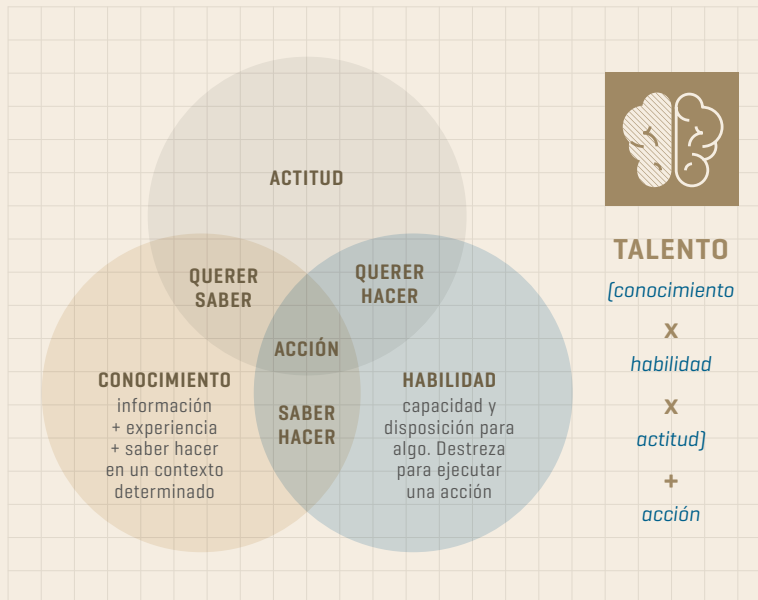 ACTITUD
QUERER
SABER
QUERER
HACER
ACCIÓN
CONOCIMIENTO
información
+ experiencia
+ saber hacer
en un contexto
determinado
SABER
HACER
HABILIDAD
capacidad y
disposición para
algo. Destreza
para ejecutar
una acción
TALENTO
(conocimiento
x
habilidad
x
actitud)
+
acción